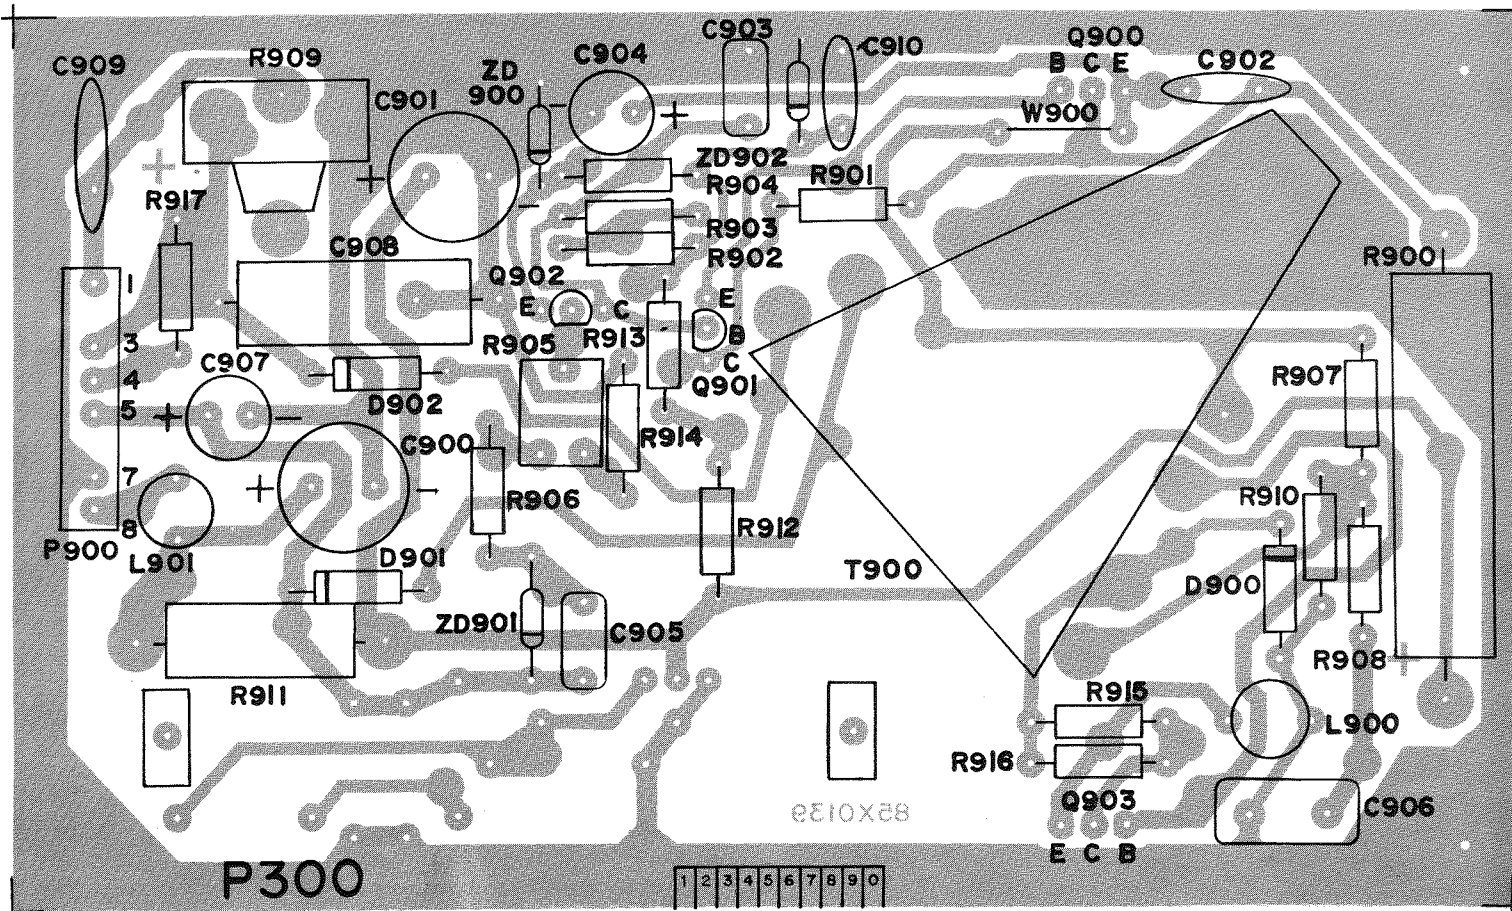 C903
Q900
C910
C904
R909
C909
ZD
900
B C E
C902
C901
W900
ZD902
R904
R901
R917
R903
C908
R902
R900
Q902
1
E
C
E
R905
R913
B
3
C907
C
4
Q901
R907
5
D902
C900
R914
7
R906
R910
R912
8
P900
L901
D901
T900
D900
ZD901
C905
R908
R911
R915
L900
R916
Q903
85X0139
C906
E C B
P300
1 2 3 4 5 6 7 8 9 0